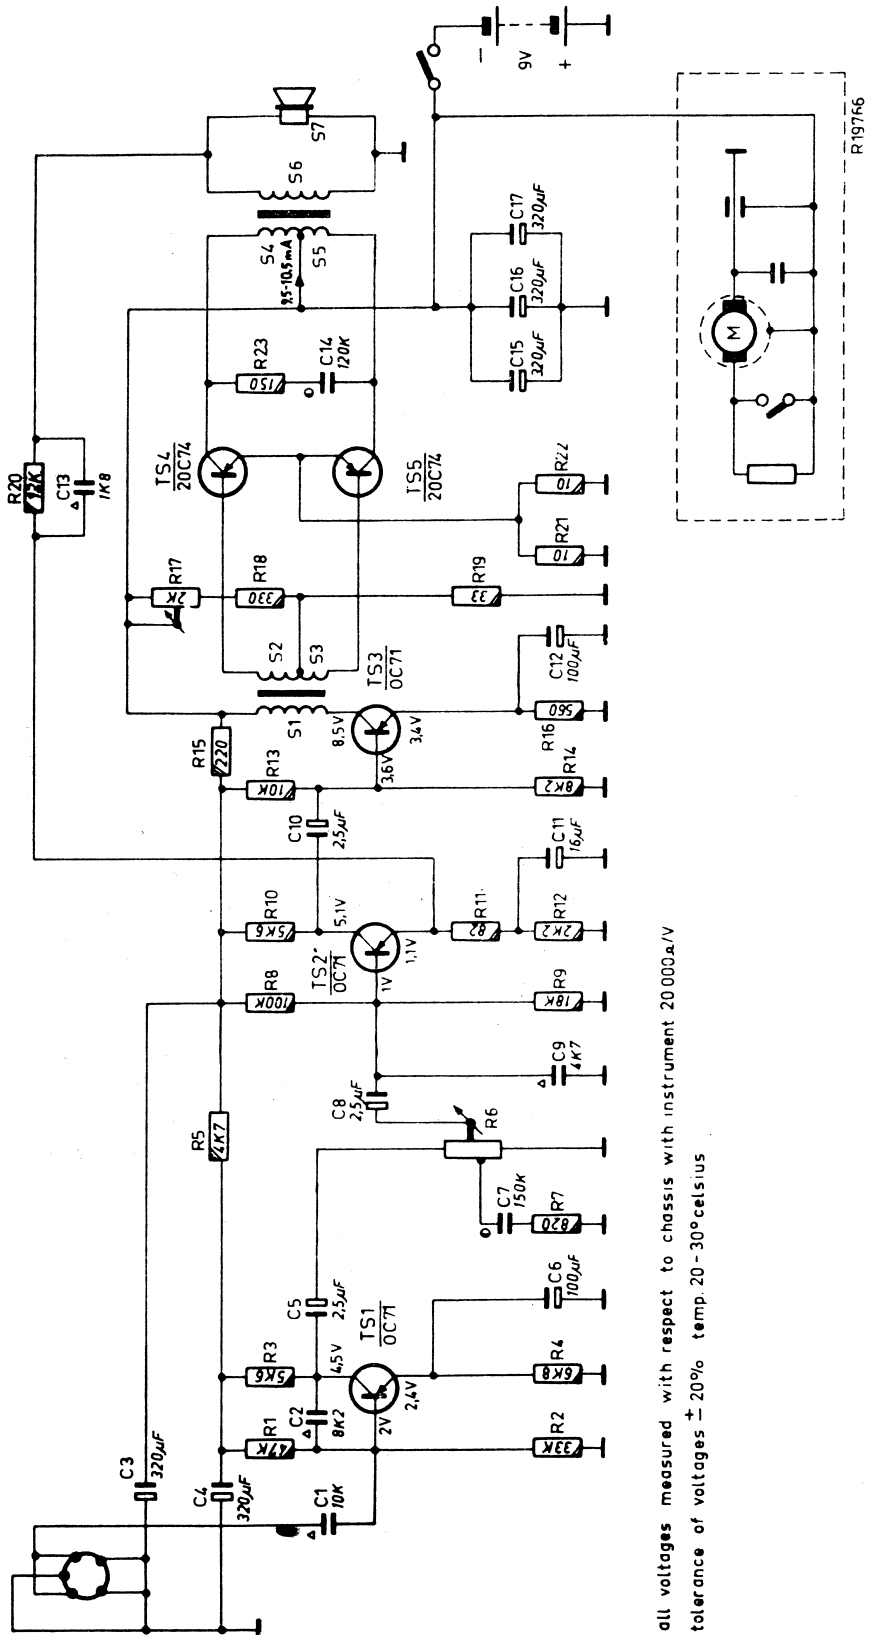 C3
320µF
C4
320µF
C1
10K
R1
47K
C2
8K2
R3
5K6
C5
2,5µF
TS1
OC71
4,5V
2V
2,4V
R2
33K
R4
6K8
C6
100µF
R5
4K7
C7
150K
R7
820
R6
C8
2,5µF
C9
4K7
R8
100K
R10
5K6
TS2
OC71
5,1V
1V
1,1V
R9
18K
R11
82
R12
2K2
C11
16µF
C10
2,5µF
R13
10K
R15
220
R14
8K2
S1
S2
S3
TS3
OC71
8,5V
3,6V
3,4V
R16
560
C12
100µF
R17
2K
R18
330
R19
33
R20
12K
C13
1K8
TS4
2OC74
TS5
2OC74
R21
10
R22
10
R23
150
C14
120K
9,5-10,5mA
S4
S5
S6
S7
C15
320µF
C16
320µF
C17
320µF
−
9V
+
M
R19766
all voltages measured with respect to chassis with instrument 20000Ω/V
tolerance of voltages ± 20% temp. 20-30° celsius